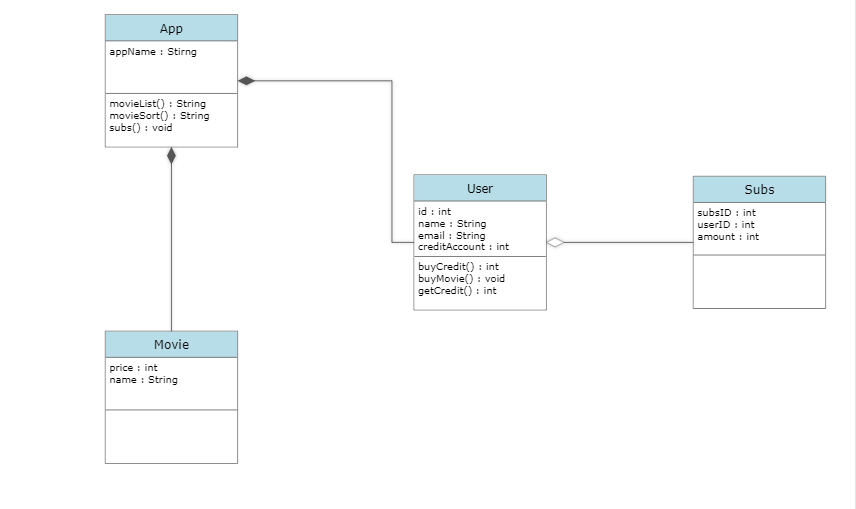 App
appName : Stirng
movieList() : String
movieSort() : String
subs() : void
User
id : int
name : String
email : String
creditAccount : int
buyCredit() : int
buyMovie() : void
getCredit() : int
Subs
subsID : int
userID : int
amount : int
Movie
price : int
name : String